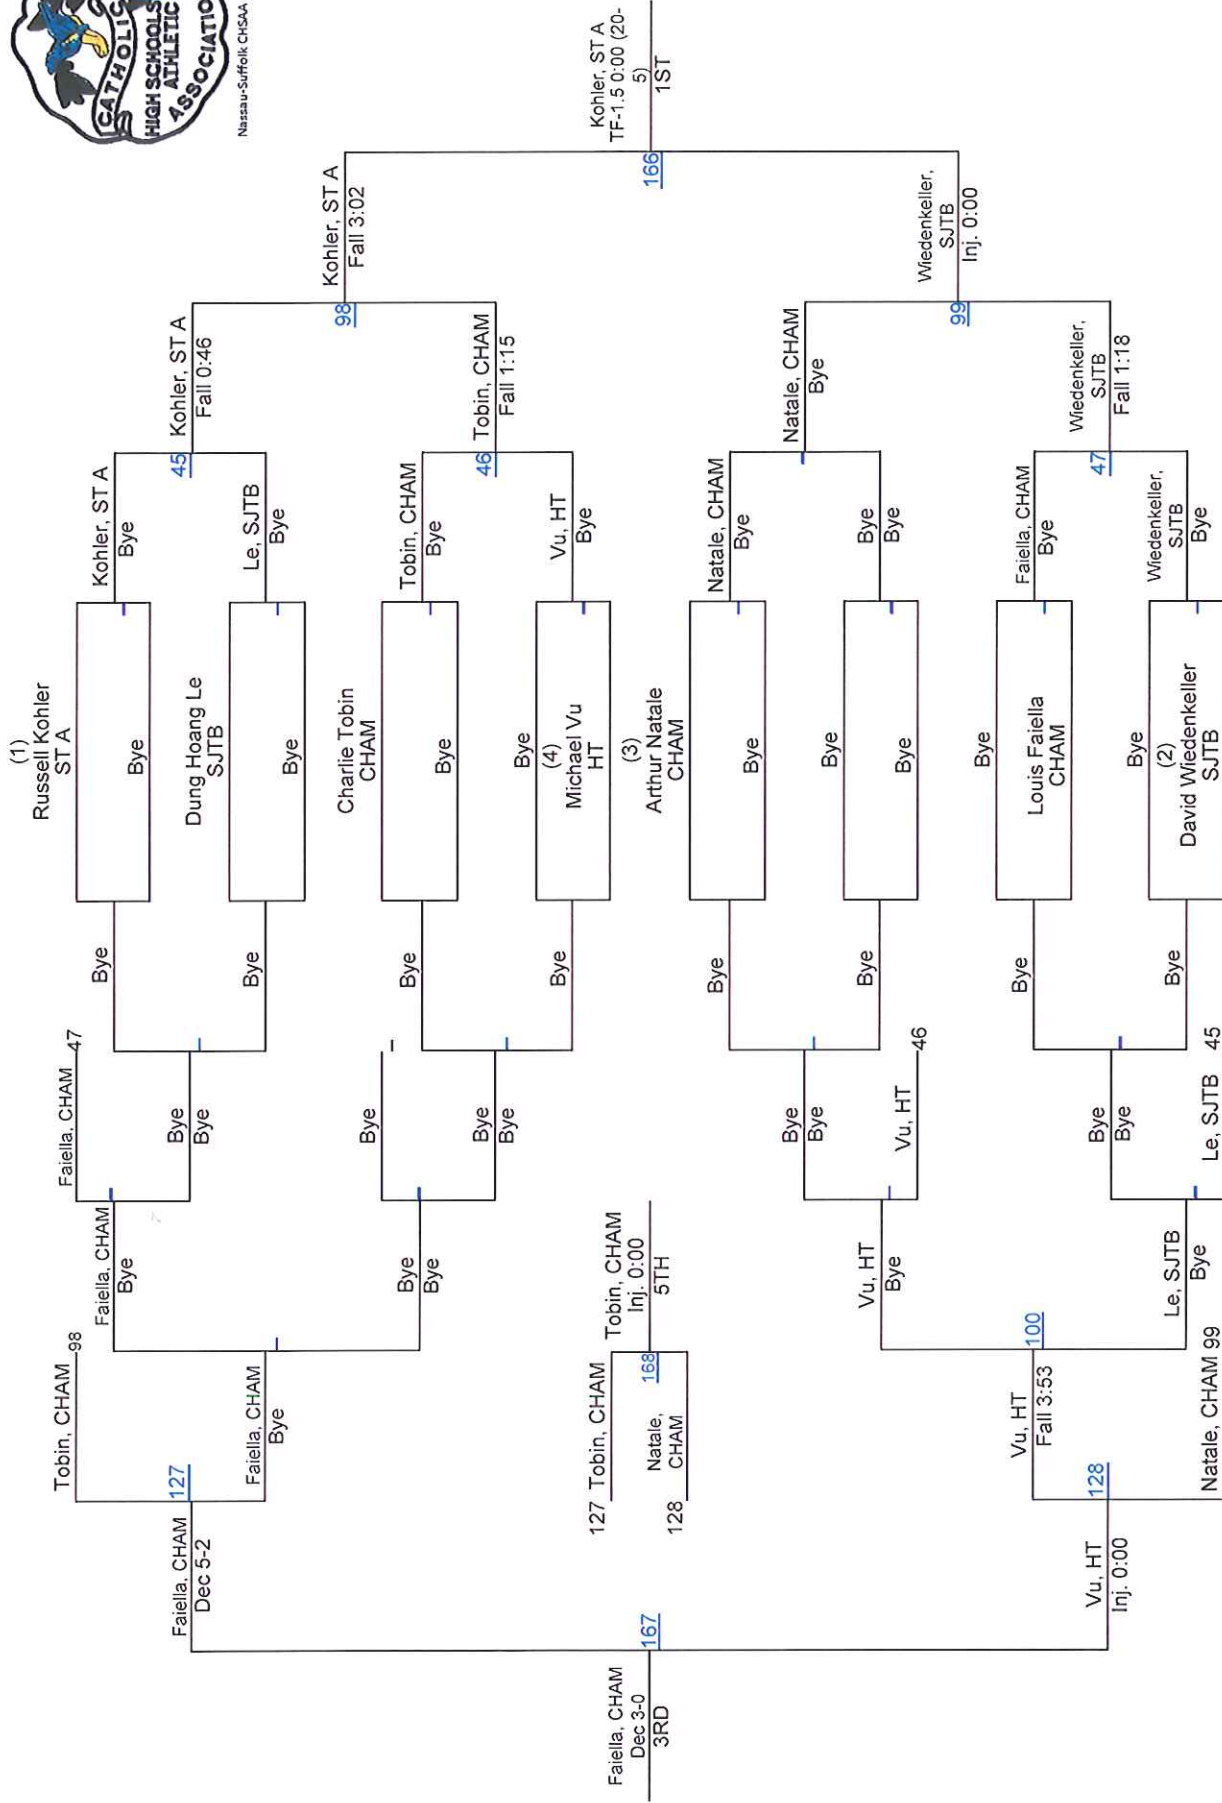 CATHOLIC
HIGH SCHOOLS
ATHLETIC
ASSOCIATIO
Nassau-Suffolk CHSAA
(1)
Russell Kohler
ST A
Bye
Kohler, ST A
Bye
Dung Hoang Le
SJTB
Bye
Le, SJTB
Bye
45
Kohler, ST A
Fall 0:46
Charlie Tobin
CHAM
Bye
Tobin, CHAM
Bye
Bye
(4)
Michael Vu
HT
Vu, HT
Bye
46
Tobin, CHAM
Fall 1:15
98
Kohler, ST A
Fall 3:02
(3)
Arthur Natale
CHAM
Bye
Natale, CHAM
Bye
Bye
Bye
Bye
Bye
Natale, CHAM
Bye
Bye
Louis Faiella
CHAM
Faiella, CHAM
Bye
Bye
(2)
David Wiedenkeller
SJTB
Wiedenkeller,
SJTB
Bye
47
Wiedenkeller,
SJTB
Fall 1:18
99
Wiedenkeller,
SJTB
Inj. 0:00
166
Kohler, ST A
TF-1.5 0:00 (20-
5)
1ST
Bye
Bye
Bye
Bye
Bye
Bye
Bye
Bye
Faiella, CHAM 47
Bye
Bye
Bye
Bye
Bye
Bye
Bye
Vu, HT 46
Bye
Bye
Le, SJTB 45
Faiella, CHAM
Bye
Bye
Bye
Vu, HT
Bye
Le, SJTB
Bye
Tobin, CHAM 98
Faiella, CHAM
Bye
127
100
Vu, HT
Fall 3:53
Natale, CHAM 99
128
Faiella, CHAM
Dec 5-2
Vu, HT
Inj. 0:00
167
Faiella, CHAM
Dec 3-0
3RD
127 Tobin, CHAM
128 Natale,
CHAM
168
Tobin, CHAM
Inj. 0:00
5TH